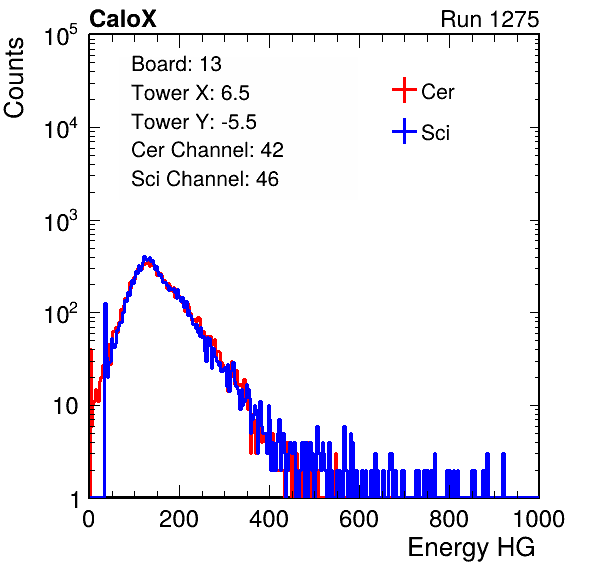 CaloX Run 1275
Counts
10^5
10^4
10^3
10^2
10
1
Board: 13
Tower X: 6.5
Tower Y: -5.5
Cer Channel: 42
Sci Channel: 46
Cer
Sci
0 200 400 600 800 1000
Energy HG